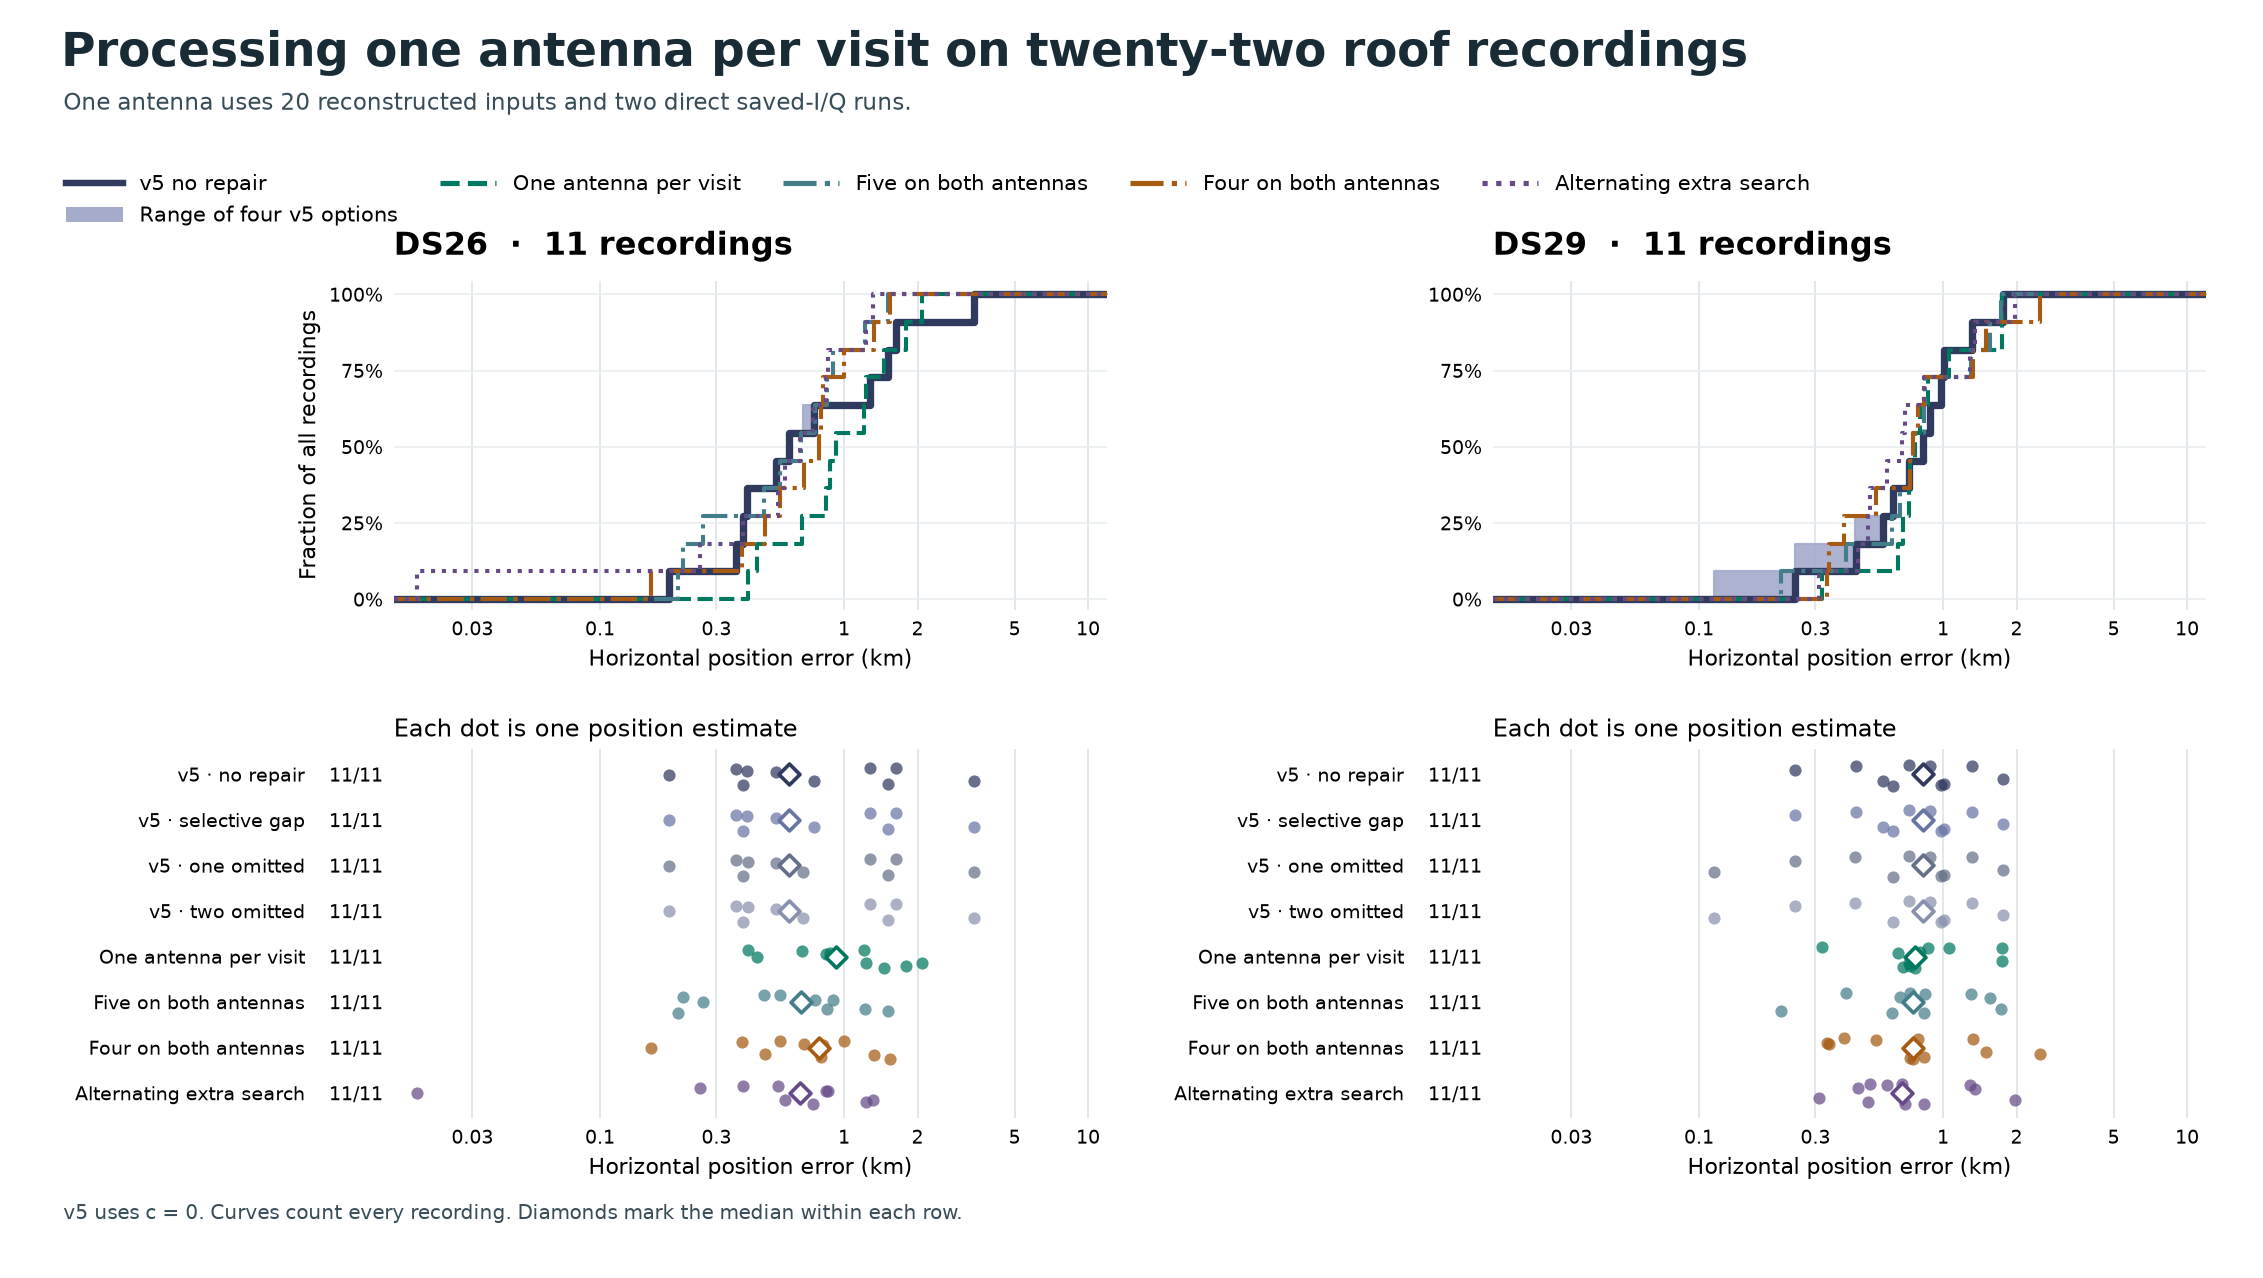 Processing one antenna per visit on twenty-two roof recordings
One antenna uses 20 reconstructed inputs and two direct saved-I/Q runs.
v5 no repair
One antenna per visit
Five on both antennas
Four on both antennas
Alternating extra search
Range of four v5 options
DS26 · 11 recordings
Fraction of all recordings
100%
75%
50%
25%
0%
0.03 0.1 0.3 1 2 5 10
Horizontal position error (km)
DS29 · 11 recordings
100%
75%
50%
25%
0%
0.03 0.1 0.3 1 2 5 10
Horizontal position error (km)
Each dot is one position estimate
v5 · no repair 11/11
v5 · selective gap 11/11
v5 · one omitted 11/11
v5 · two omitted 11/11
One antenna per visit 11/11
Five on both antennas 11/11
Four on both antennas 11/11
Alternating extra search 11/11
0.03 0.1 0.3 1 2 5 10
Horizontal position error (km)
Each dot is one position estimate
v5 · no repair 11/11
v5 · selective gap 11/11
v5 · one omitted 11/11
v5 · two omitted 11/11
One antenna per visit 11/11
Five on both antennas 11/11
Four on both antennas 11/11
Alternating extra search 11/11
0.03 0.1 0.3 1 2 5 10
Horizontal position error (km)
v5 uses c = 0. Curves count every recording. Diamonds mark the median within each row.